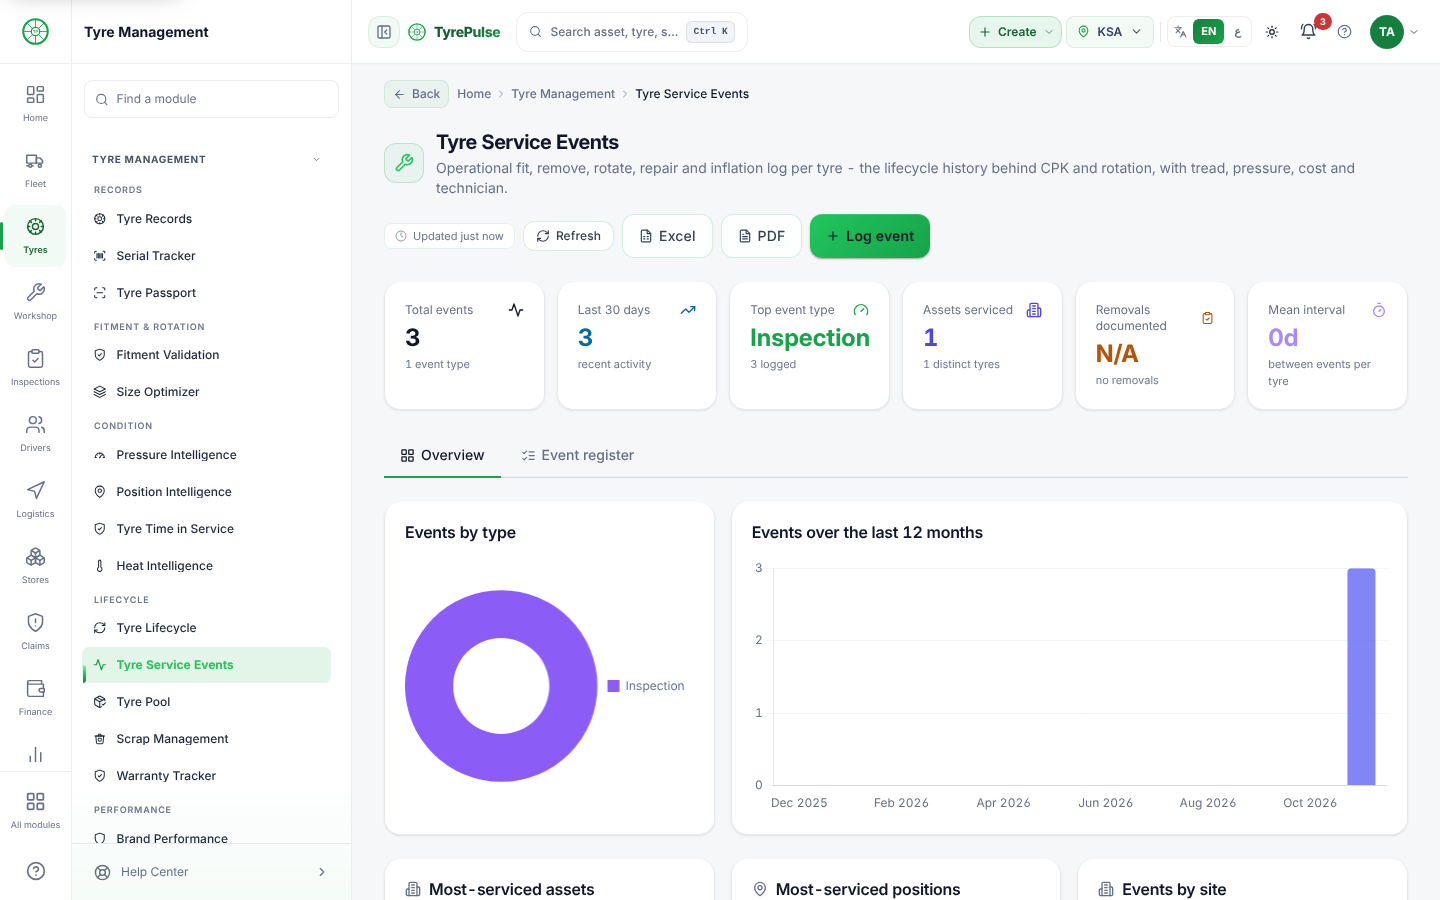 Tyre Management
TyrePulse
Search asset, tyre, s...
Ctrl K
Create
KSA
EN
ع
3
TA
Home
Fleet
Tyres
Workshop
Inspections
Drivers
Logistics
Stores
Claims
Finance
All modules
Find a module
TYRE MANAGEMENT
RECORDS
Tyre Records
Serial Tracker
Tyre Passport
FITMENT & ROTATION
Fitment Validation
Size Optimizer
CONDITION
Pressure Intelligence
Position Intelligence
Tyre Time in Service
Heat Intelligence
LIFECYCLE
Tyre Lifecycle
Tyre Service Events
Tyre Pool
Scrap Management
Warranty Tracker
PERFORMANCE
Brand Performance
Help Center
Back
Home
Tyre Management
Tyre Service Events
Tyre Service Events
Operational fit, remove, rotate, repair and inflation log per tyre - the lifecycle history behind CPK and rotation, with tread, pressure, cost and
technician.
Updated just now
Refresh
Excel
PDF
Log event
Total events
3
1 event type
Last 30 days
3
recent activity
Top event type
Inspection
3 logged
Assets serviced
1
1 distinct tyres
Removals
documented
N/A
no removals
Mean interval
0d
between events per
tyre
Overview
Event register
Events by type
Inspection
Events over the last 12 months
3
2
1
0
Dec 2025
Feb 2026
Apr 2026
Jun 2026
Aug 2026
Oct 2026
Most-serviced assets
Most-serviced positions
Events by site